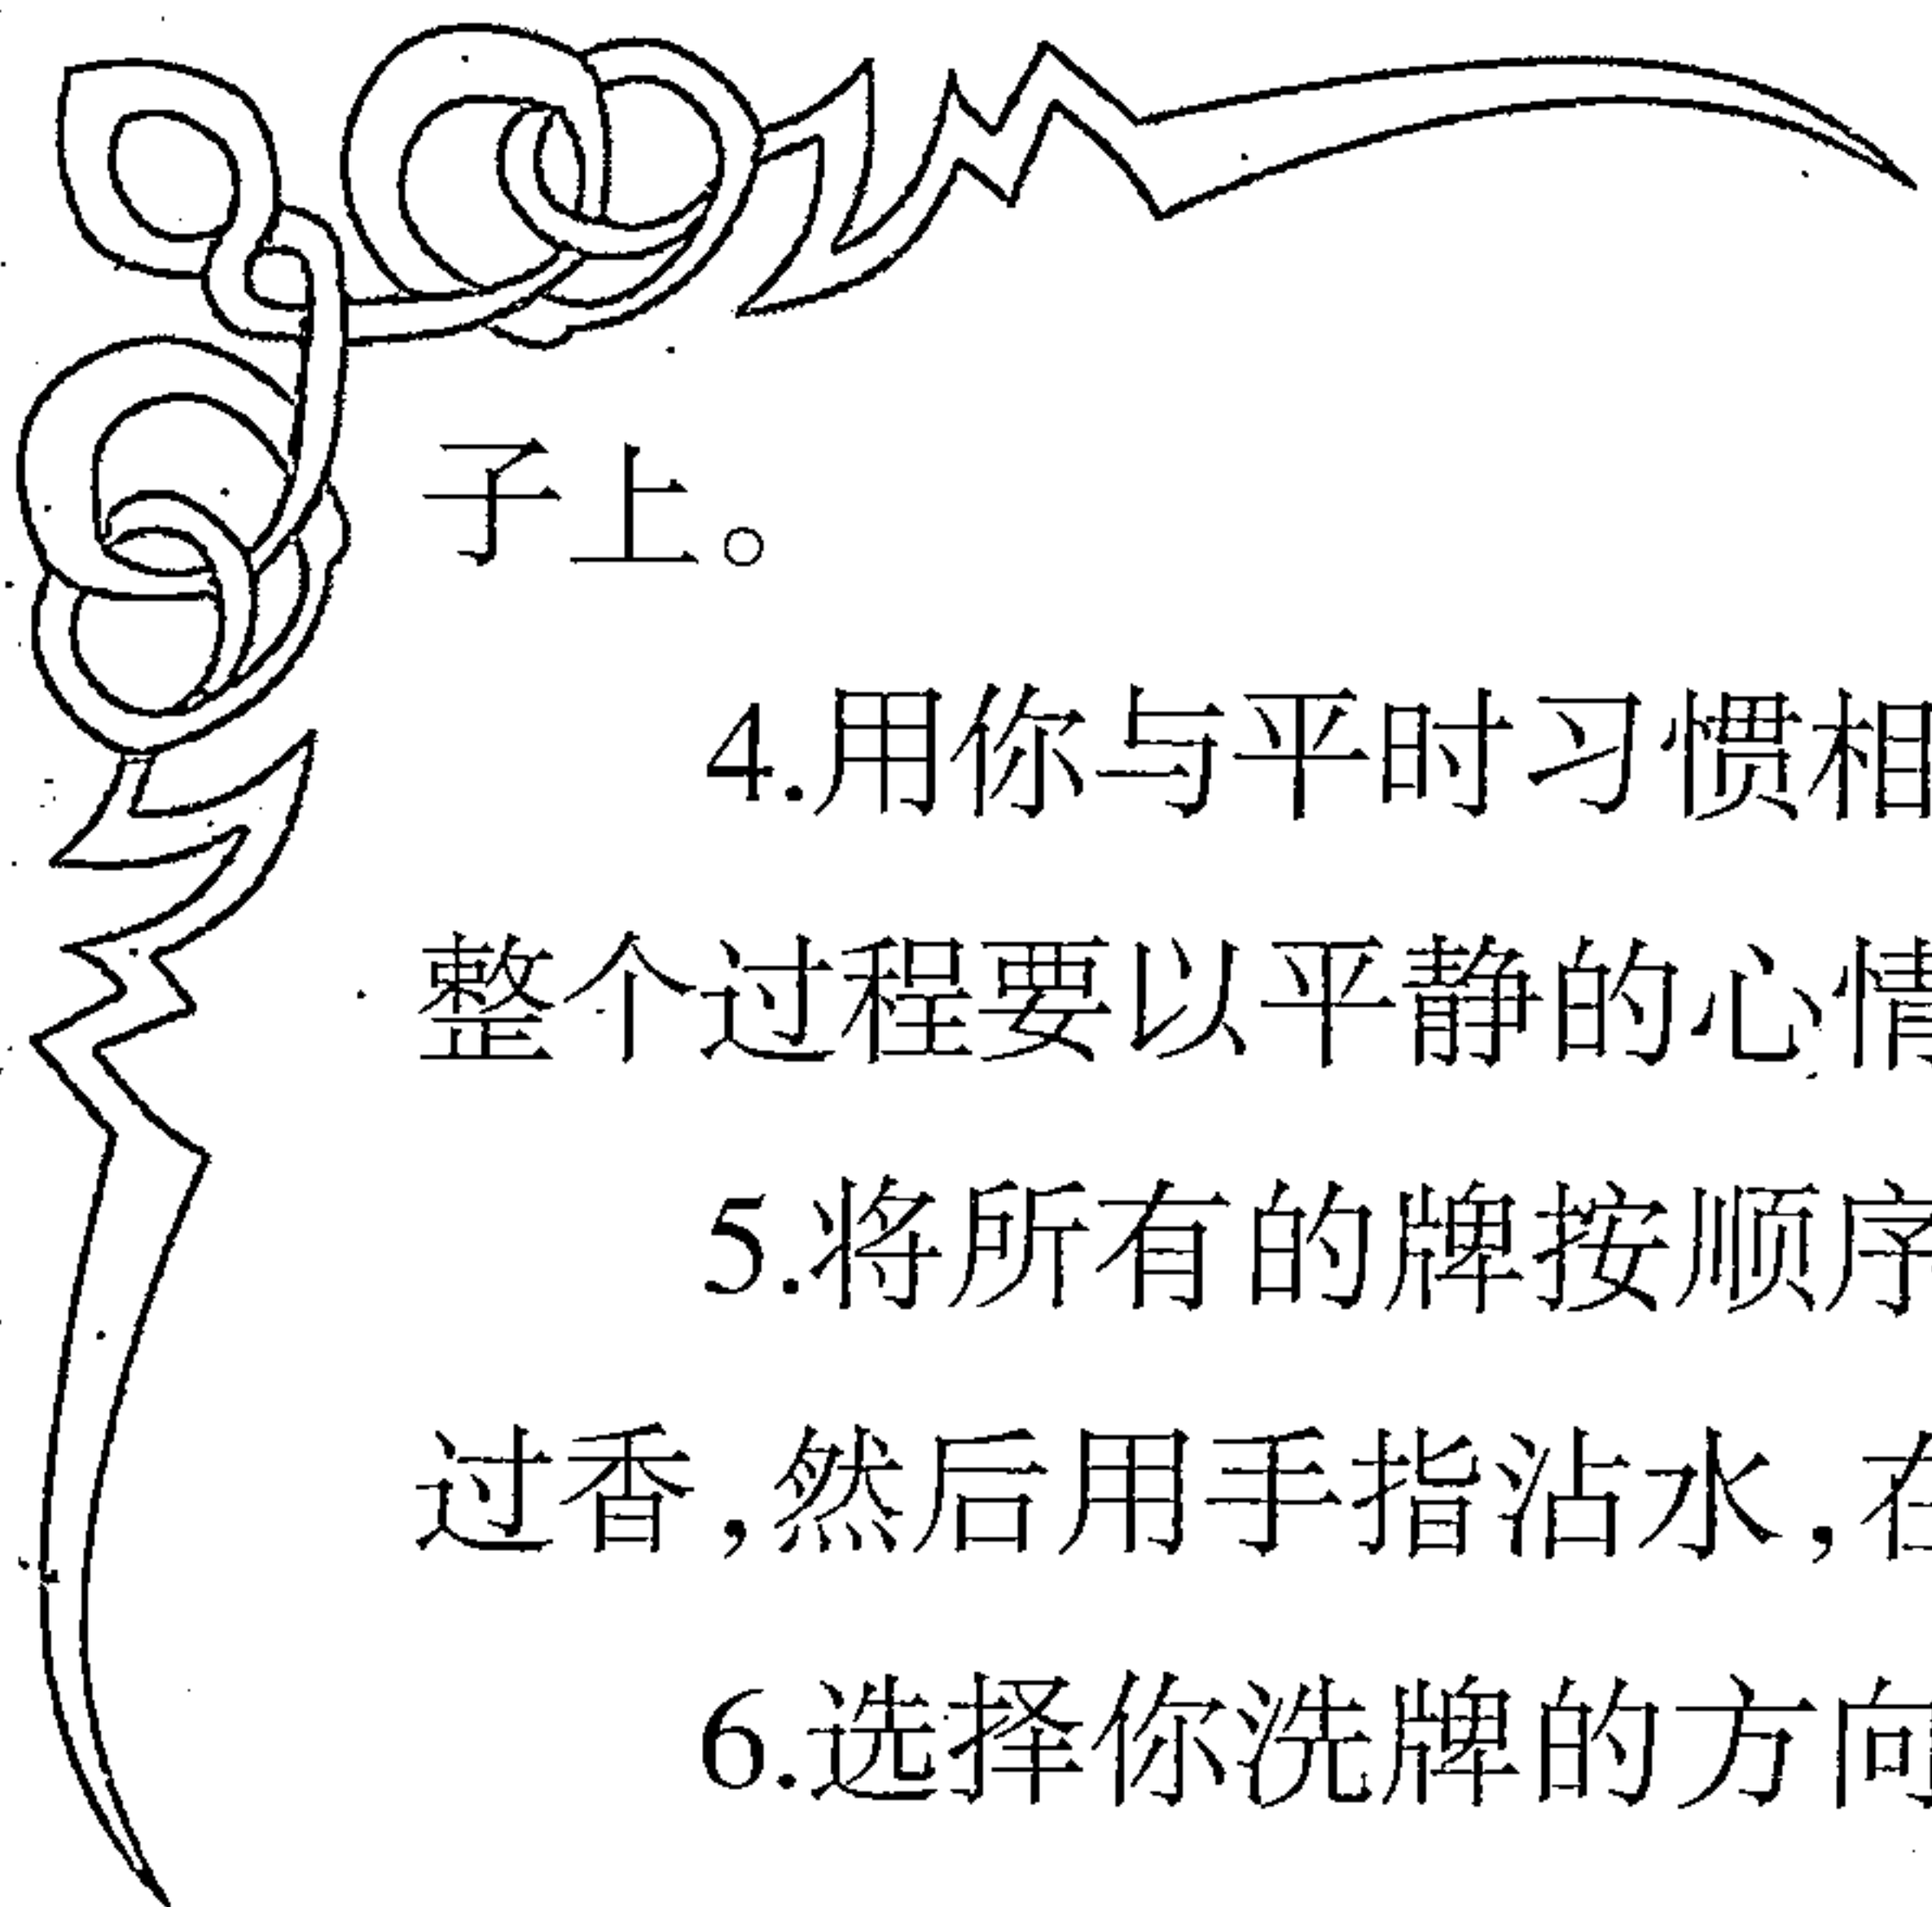 子上。
4.用你与平时习惯相
整个过程要以平静的心情
5.将所有的牌按顺序
过香,然后用手指沾水,在
6.选择你洗牌的方向